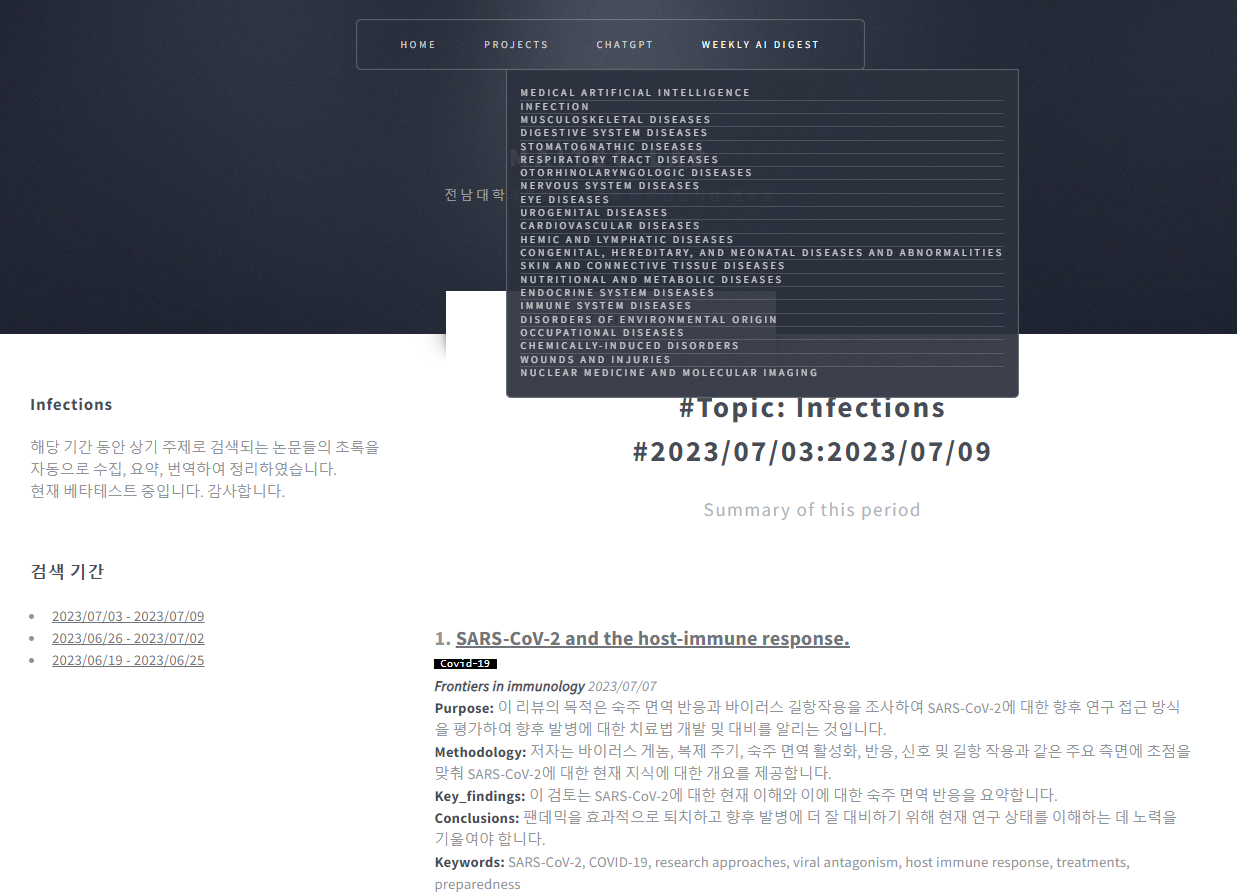 HOME PROJECTS CHATGPT WEEKLY AI DIGEST
MEDICAL ARTIFICIAL INTELLIGENCE
INFECTION
MUSCULOSKELETAL DISEASES
DIGESTIVE SYSTEM DISEASES
STOMATOGNATHIC DISEASES
RESPIRATORY TRACT DISEASES
OTORHINOLARYNGOLOGIC DISEASES
NERVOUS SYSTEM DISEASES
EYE DISEASES
UROGENITAL DISEASES
CARDIOVASCULAR DISEASES
HEMIC AND LYMPHATIC DISEASES
CONGENITAL, HEREDITARY, AND NEONATAL DISEASES AND ABNORMALITIES
SKIN AND CONNECTIVE TISSUE DISEASES
NUTRITIONAL AND METABOLIC DISEASES
ENDOCRINE SYSTEM DISEASES
IMMUNE SYSTEM DISEASES
DISORDERS OF ENVIRONMENTAL ORIGIN
OCCUPATIONAL DISEASES
CHEMICALLY-INDUCED DISORDERS
WOUNDS AND INJURIES
NUCLEAR MEDICINE AND MOLECULAR IMAGING
전남대학
Infections
해당 기간 동안 상기 주제로 검색되는 논문들의 초록을
자동으로 수집, 요약, 번역하여 정리하였습니다.
현재 베타테스트 중입니다. 감사합니다.
검색 기간
2023/07/03 - 2023/07/09
2023/06/26 - 2023/07/02
2023/06/19 - 2023/06/25
#Topic: Infections
#2023/07/03:2023/07/09
Summary of this period
1. SARS-CoV-2 and the host-immune response.
Covid-19
Frontiers in immunology 2023/07/07
Purpose: 이 리뷰의 목적은 숙주 면역 반응과 바이러스 길항작용을 조사하여 SARS-CoV-2에 대한 향후 연구 접근 방식
을 평가하여 향후 발병에 대한 치료법 개발 및 대비를 알리는 것입니다.
Methodology: 저자는 바이러스 게놈, 복제 주기, 숙주 면역 활성화, 반응, 신호 및 길항 작용과 같은 주요 측면에 초점을
맞춰 SARS-CoV-2에 대한 현재 지식에 대한 개요를 제공합니다.
Key_findings: 이 검토는 SARS-CoV-2에 대한 현재 이해와 이에 대한 숙주 면역 반응을 요약합니다.
Conclusions: 팬데믹을 효과적으로 퇴치하고 향후 발병에 더 잘 대비하기 위해 현재 연구 상태를 이해하는 데 노력을
기울여야 합니다.
Keywords: SARS-CoV-2, COVID-19, research approaches, viral antagonism, host immune response, treatments,
preparedness